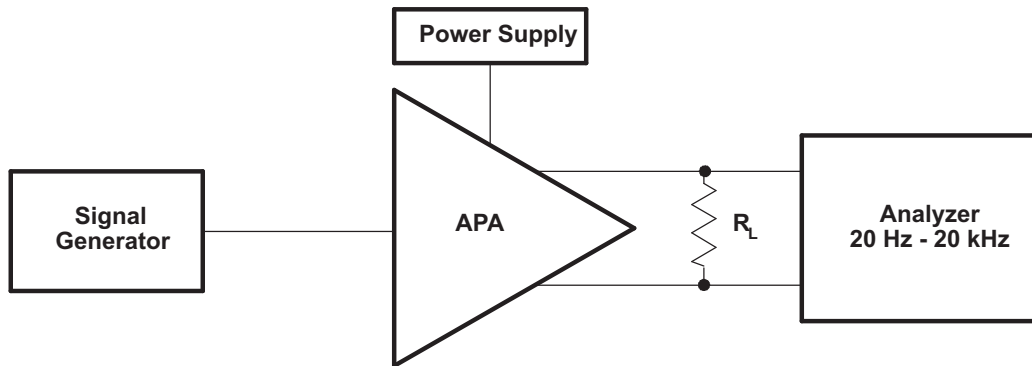 Power Supply
Signal
Generator
APA
RL
Analyzer
20 Hz - 20 kHz